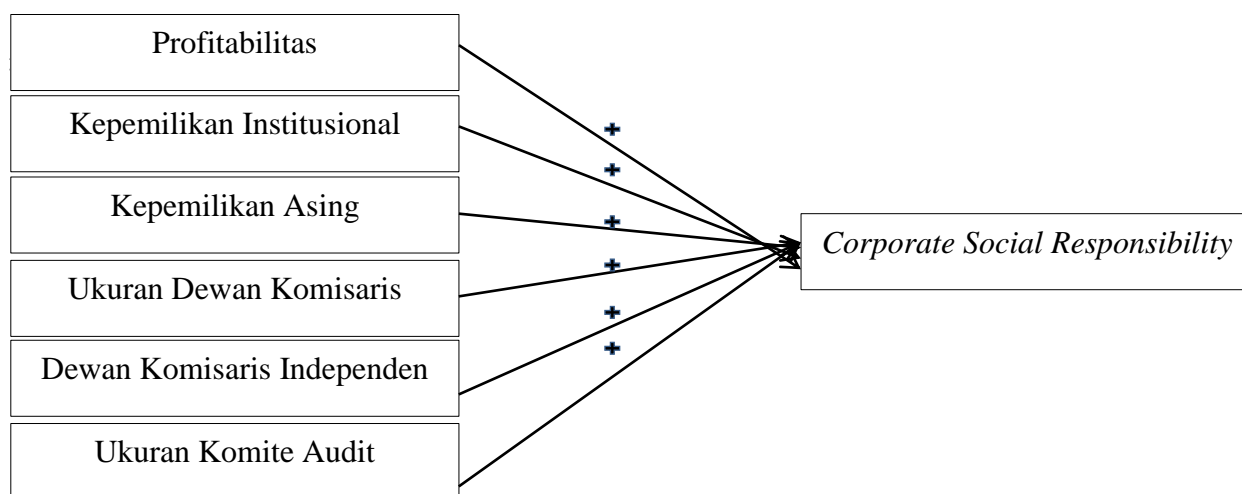 Profitabilitas
Kepemilikan Institusional
Kepemilikan Asing
Ukuran Dewan Komisaris
Dewan Komisaris Independen
Ukuran Komite Audit
+
+
+
+
+
+
Corporate Social Responsibility